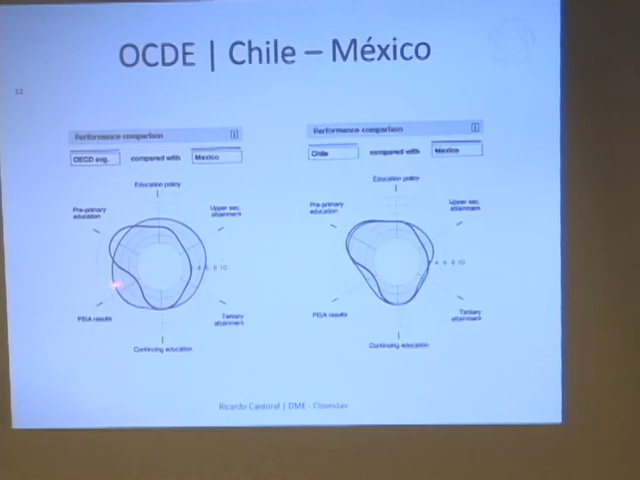 OCDE | Chile – México
12
Performance comparison
OECD avg. compared with Mexico
Education policy
Pre-primary
education
Upper sec.
attainment
4 6 8 10
PISA results
Tertiary
attainment
Continuing education
Performance comparison
Chile compared with Mexico
Education policy
Pre-primary
education
Upper sec.
attainment
4 6 8 10
PISA results
Tertiary
attainment
Continuing education
Ricardo Cantoral | DME - Cinvestav